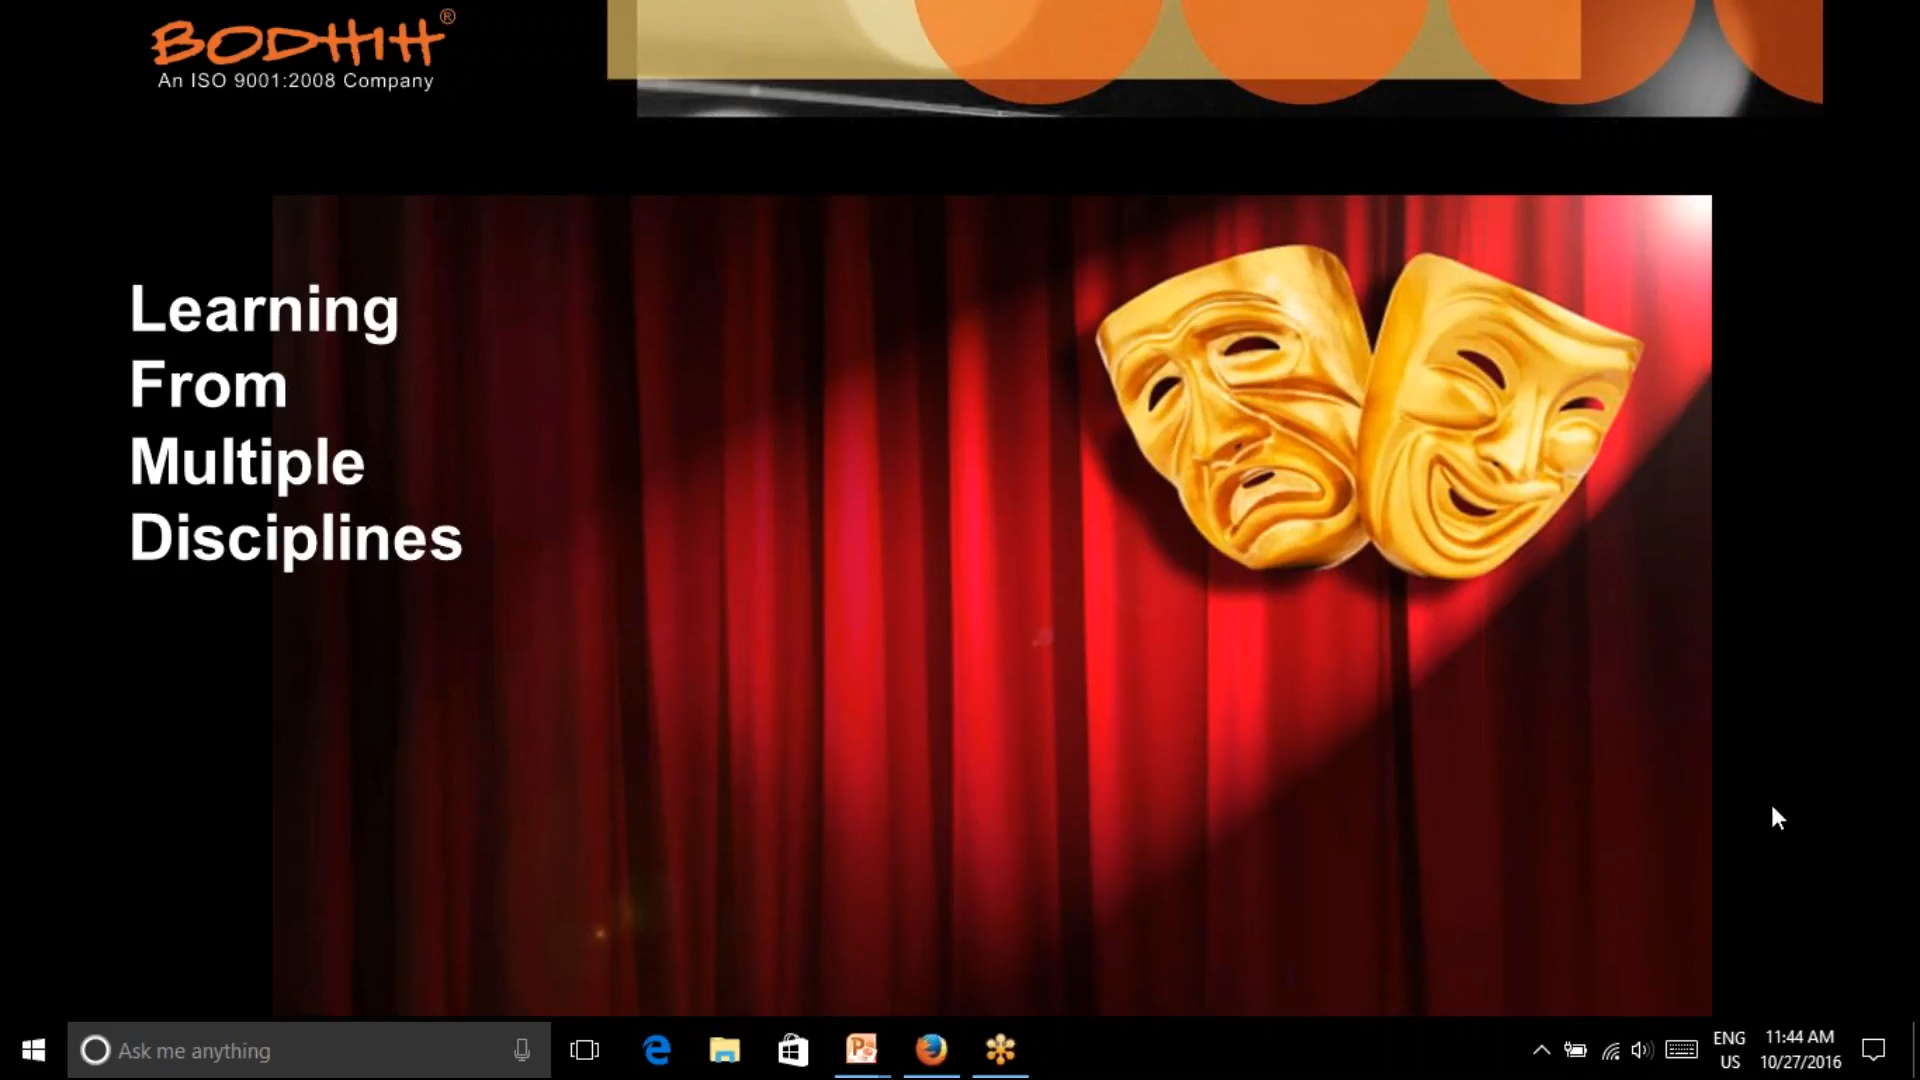 BODHIH®
An ISO 9001:2008 Company
Learning
From
Multiple
Disciplines
Ask me anything
ENG
US
11:44 AM
10/27/2016